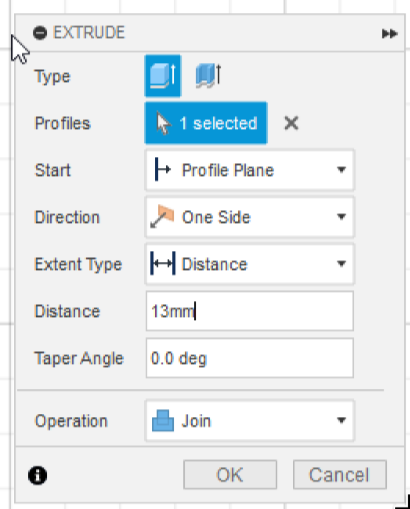 EXTRUDE
Type
Profiles 1 selected
Start Profile Plane
Direction One Side
Extent Type Distance
Distance 13mm
Taper Angle 0.0 deg
Operation Join
OK Cancel